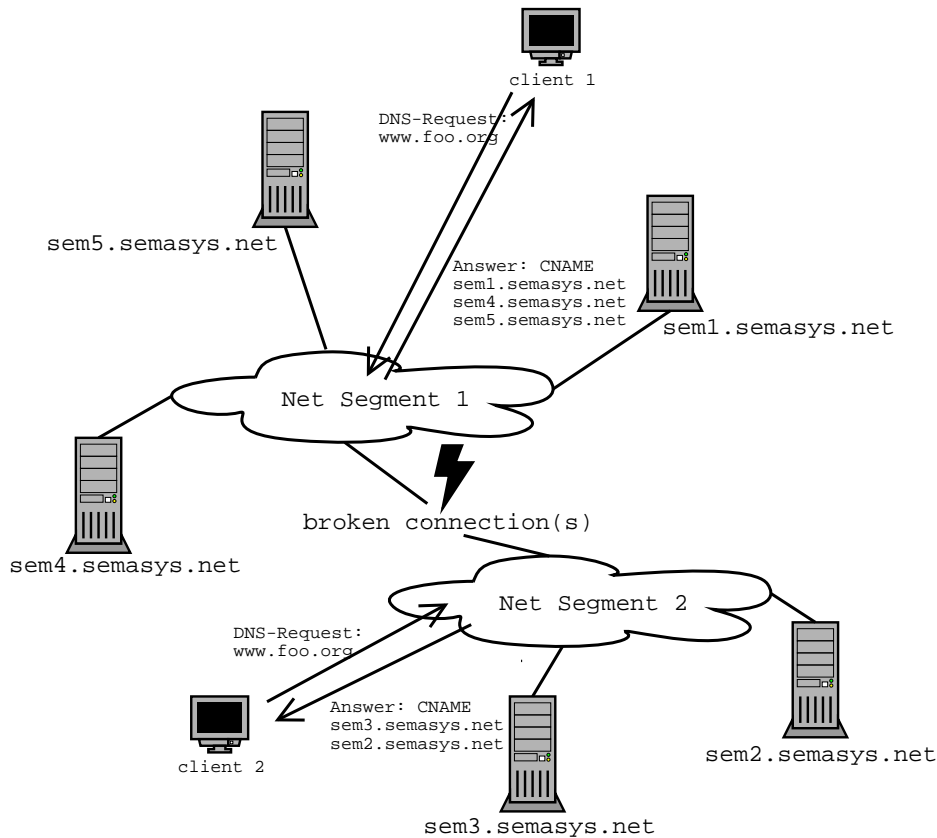 client 1
DNS-Request:
www.foo.org
sem5.semasys.net
Answer: CNAME
sem1.semasys.net
sem4.semasys.net
sem5.semasys.net
sem1.semasys.net
Net Segment 1
broken connection(s)
sem4.semasys.net
Net Segment 2
DNS-Request:
www.foo.org
Answer: CNAME
sem3.semasys.net
sem2.semasys.net
client 2
sem2.semasys.net
sem3.semasys.net